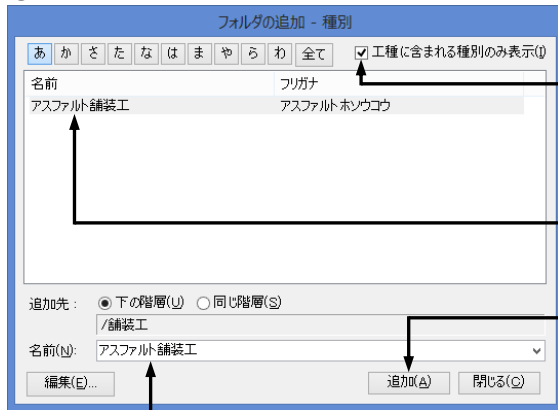 フォルダの追加 - 種別
あ か さ た な は ま や ら わ 全て 工種に含まれる種別のみ表示(I)
名前 フリガナ
アスファルト舗装工 アスファルトホソウコウ
追加先： 下の階層(U) 同じ階層(S)
/舗装工
名前(N): アスファルト舗装工
編集(E)... 追加(A) 閉じる(C)